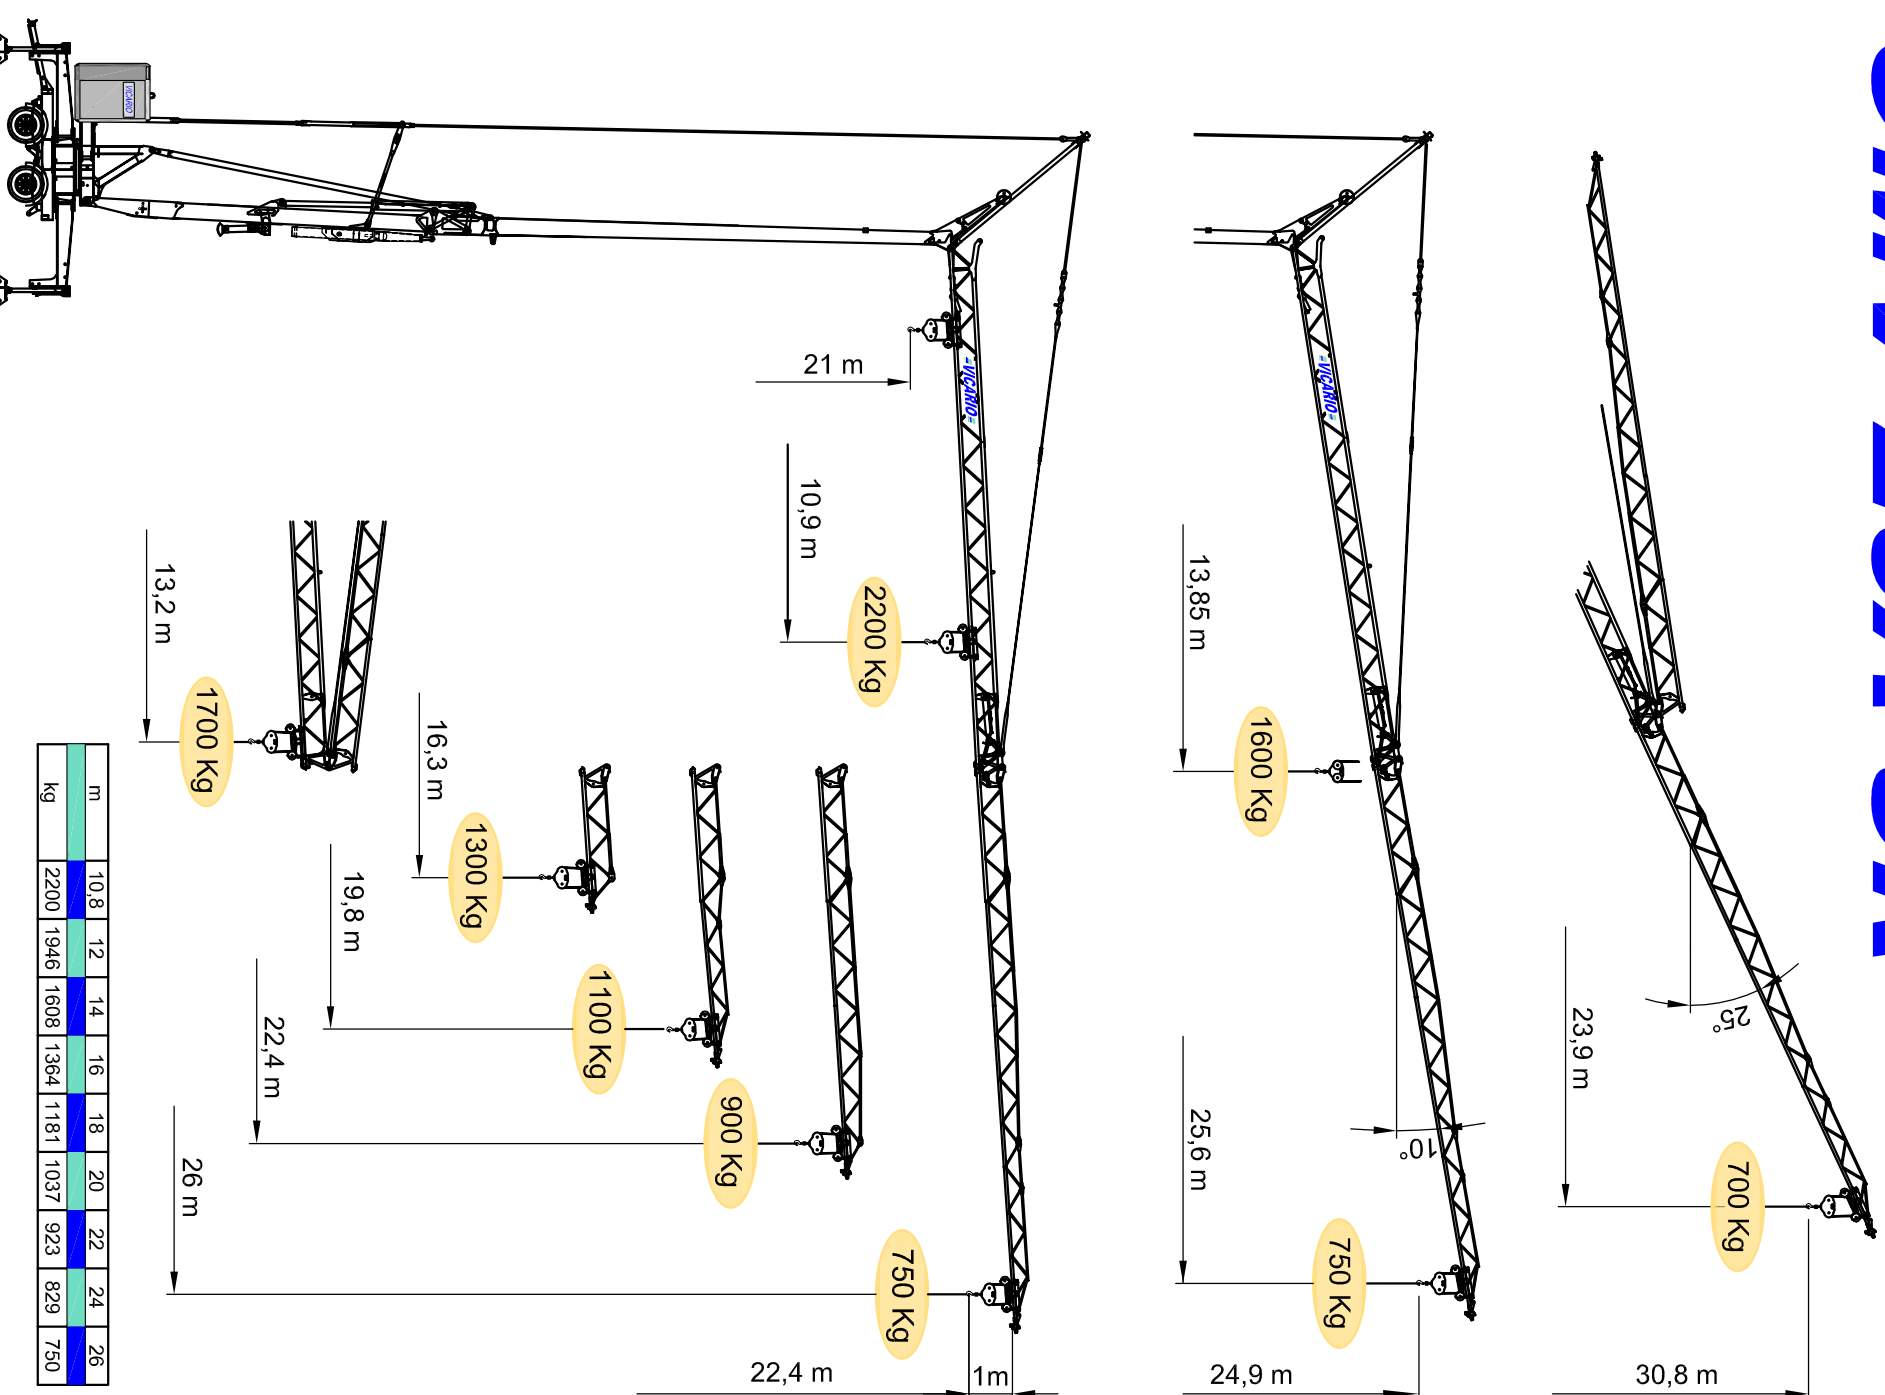 VICARIO
21 m
10,9 m
2200 Kg
=VICARIO=
13,2 m
1700 Kg
16,3 m
1300 Kg
19,8 m
1100 Kg
22,4 m
900 Kg
26 m
750 Kg
22,4 m
1m
=VICARIO=
13,85 m
1600 Kg
10°
25,6 m
750 Kg
24,9 m
25°
23,9 m
700 Kg
30,8 m
m 10,8 12 14 16 18 20 22 24 26
kg 2200 1946 1608 1364 1181 1037 923 829 750